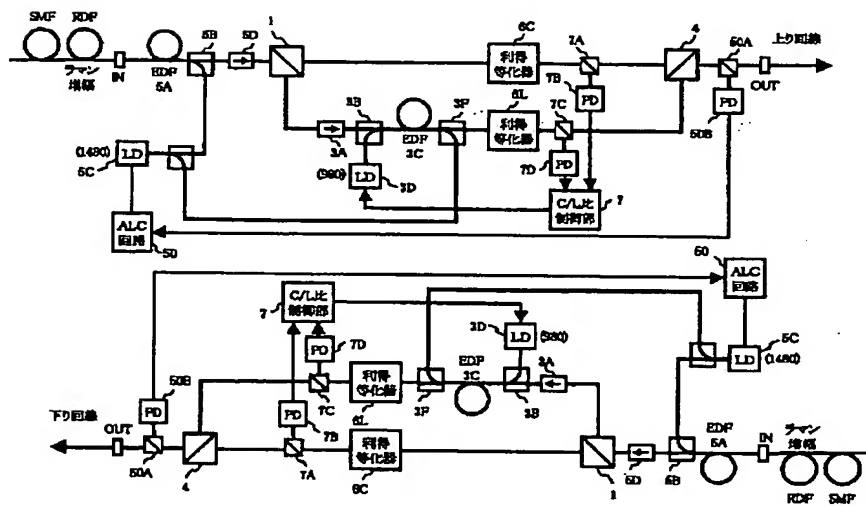 SMF
RDF
ラマン
増幅
IN
EDF
5A
5B
5D
1
利得
等化器
6C
7A
7B
PD
4
50A
OUT
上り回線
PD
50B
3A
3B
EDF
3C
3F
利得
等化器
6L
7C
PD
7D
(1480)
LD
5C
(980)
LD
3D
C/L比
制御部
7
ALC
回路
50
50
ALC
回路
C/L比
制御部
7
3D
LD
(980)
5C
LD
(1480)
PD
7D
EDF
3C
3A
利得
等化器
6L
3F
3B
7C
50B
PD
下り回線
OUT
50A
4
PD
7B
7A
利得
等化器
6C
1
5D
5B
EDF
5A
IN
ラマン
増幅
RDF
SMF